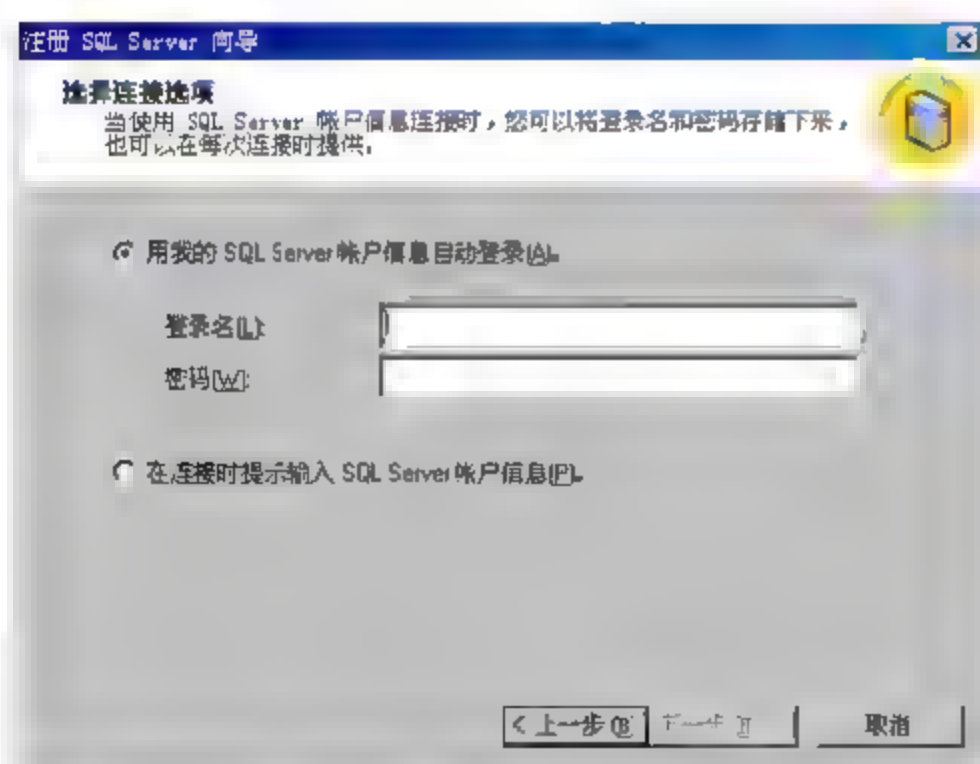 注册 SQL Server 向导
选择连接选项
当使用 SQL Server 帐户信息连接时，您可以将登录名和密码存储下来，
也可以在每次连接时提供。
用我的 SQL Server 帐户信息自动登录(A)。
登录名(L):
密码(W):
在连接时提示输入 SQL Server 帐户信息(P)。
< 上一步(B) 下一步 取消